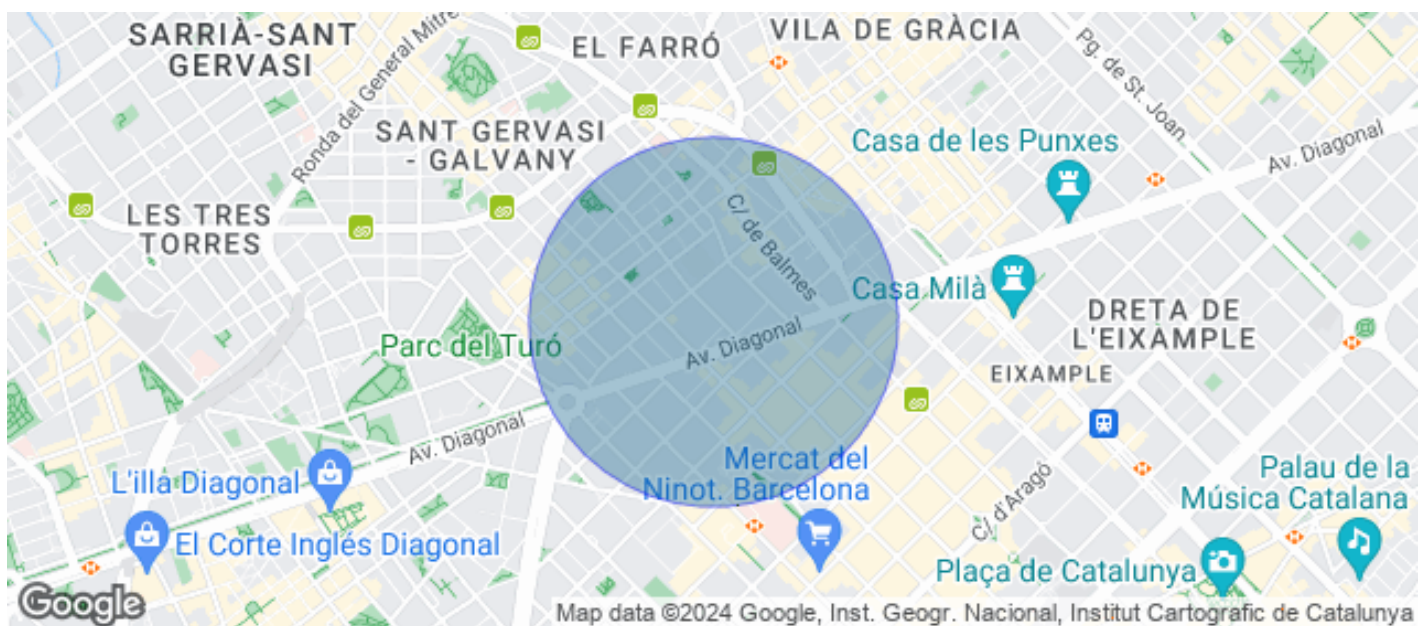 SARRIÀ-SANT
GERVASI
EL FARRÓ
VILA DE GRÀCIA
Ronda del General Mitre
Pg. de St. Joan
SANT GERVASI
- GALVANY
Casa de les Punxes
Av. Diagonal
LES TRES
TORRES
C/ de Balmes
Casa Milà
DRETA DE
L'EIXAMPLE
Parc del Turó
Av. Diagonal
EIXAMPLE
Av. Diagonal
L'illa Diagonal
Mercat del
Ninot. Barcelona
C/ d'Aragó
Palau de la
Música Catalana
El Corte Inglés Diagonal
Plaça de Catalunya
Google
Map data ©2024 Google, Inst. Geogr. Nacional, Institut Cartogràfic de Catalunya